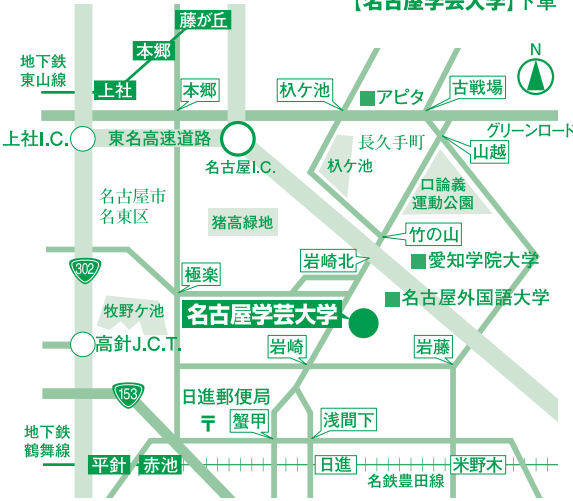 【名古屋学芸大学】下車
藤が丘
本郷
地下鉄
東山線
上社
本郷
杁ケ池
アピタ
古戦場
N
上社I.C.
東名高速道路
名古屋I.C.
長久手町
グリーンロード
山越
杁ケ池
口論義
運動公園
名古屋市
名東区
猪高緑地
竹の山
岩崎北
愛知学院大学
302
極楽
名古屋外国語大学
牧野ケ池
名古屋学芸大学
高針J.C.T.
岩崎
岩藤
153
日進郵便局
〒
蟹甲
浅間下
地下鉄
鶴舞線
平針
赤池
日進
米野木
名鉄豊田線